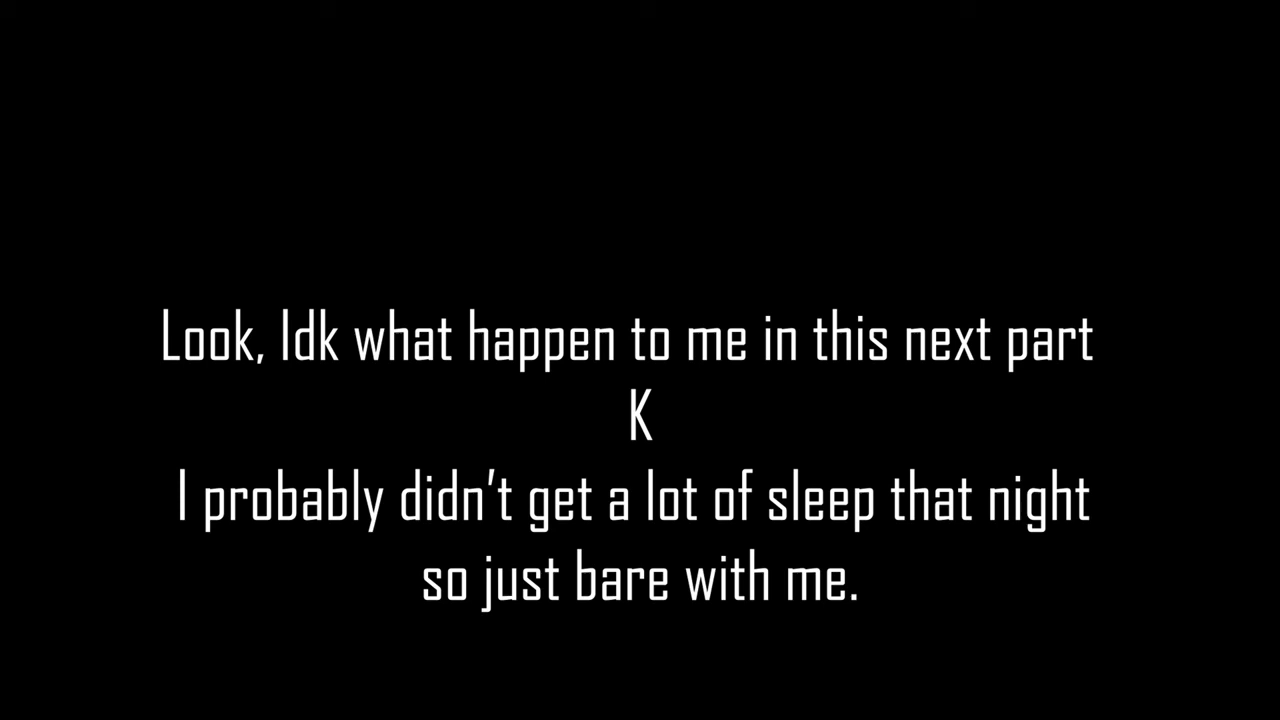 Look, Idk what happen to me in this next part
K
I probably didn't get a lot of sleep that night
so just bare with me.